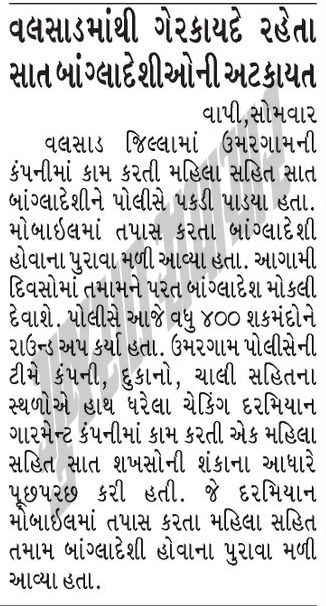 વલસાડમાંથી ગેરકાયદે રહેતા
સાત બાંગ્લાદેશીઓની અટકાયત
વાપી,સોમવાર
વલસાડ જિલ્લામાં ઉમરગામની
કંપનીમાં કામ કરતી મહિલા સહિત સાત
બાંગ્લાદેશીને પોલીસે પકડી પાડયા હતા.
મોબાઇલમાં તપાસ કરતા બાંગ્લાદેશી
હોવાના પુરાવા મળી આવ્યા હતા. આગામી
દિવસોમાં તમામને પરત બાંગ્લાદેશ મોકલી
દેવાશે. પોલીસે આજે વધુ ૪૦૦ શકમંદોને
રાઉન્ડ અપ કર્યા હતા. ઉમરગામ પોલીસેની
ટીમે કંપની, દુકાનો, ચાલી સહિતના
સ્થળોએ હાથ ધરેલા ચેકિંગ દરમિયાન
ગારમેન્ટ કંપનીમાં કામ કરતી એક મહિલા
સહિત સાત શખસોની શંકાના આધારે
પૂછપરછ કરી હતી. જે દરમિયાન
મોબાઇલમાં તપાસ કરતા મહિલા સહિત
તમામ બાંગ્લાદેશી હોવાના પુરાવા મળી
આવ્યા હતા.